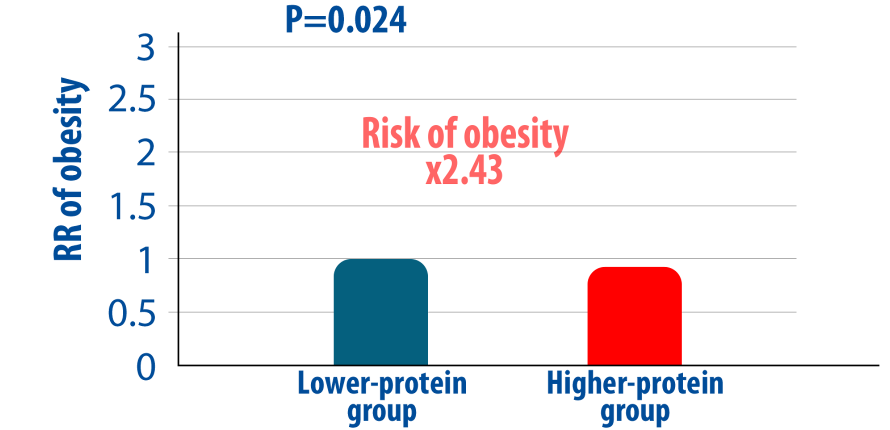 P=0.024
RR of obesity
3
2.5
2
1.5
1
0.5
0
Risk of obesity
x2.43
Lower-protein
group
Higher-protein
group